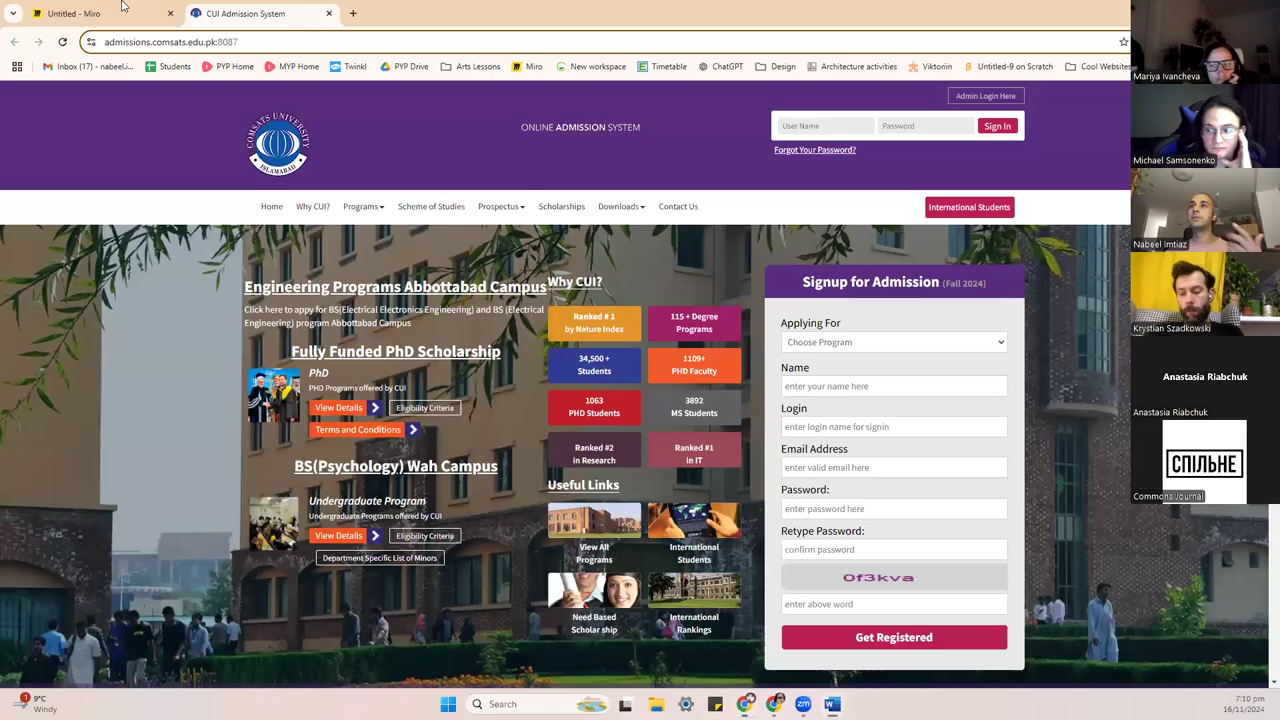 Untitled - Miro
CUI Admission System
admissions.comsats.edu.pk:8087
Inbox (17) - nabeel.i...
Students
PYP Home
MYP Home
Twinkl
PYP Drive
Arts Lessons
Miro
New workspace
Timetable
ChatGPT
Design
Architecture activities
Viktoriin
Untitled-9 on Scratch
Cool Websites
Admin Login Here
COMSATS UNIVERSITY
ISLAMABAD
ONLINE ADMISSION SYSTEM
User Name
Password
Sign In
Forgot Your Password?
Home
Why CUI?
Programs
Scheme of Studies
Prospectus
Scholarships
Downloads
Contact Us
International Students
Engineering Programs Abbottabad Campus
Click here to appy for BS(Electrical Electronics Engineering) and BS (Electrical
Engineering) program Abbottabad Campus
Fully Funded PhD Scholarship
PhD
PHD Programs offered by CUI
View Details
Eligibility Criteria
Terms and Conditions
BS(Psychology) Wah Campus
Undergraduate Program
Undergraduate Programs offered by CUI
View Details
Eligibility Criteria
Department Specific List of Minors
Why CUI?
Ranked # 1
by Nature Index
115 + Degree
Programs
34,500 +
Students
1109+
PHD Faculty
1063
PHD Students
3892
MS Students
Ranked #2
in Research
Ranked #1
in IT
Useful Links
View All
Programs
International
Students
Need Based
Scholar ship
International
Rankings
Signup for Admission (Fall 2024)
Applying For
Choose Program
Name
enter your name here
Login
enter login name for signin
Email Address
enter valid email here
Password:
enter password here
Retype Password:
confirm password
0f3kva
enter above word
Get Registered
Mariya Ivancheva
Michael Samsonenko
Nabeel Imtiaz
Krystian Szadkowski
Anastasia Riabchuk
Anastasia Riabchuk
СПІЛЬНЕ
Commons Journal
1
9°C
Windy
Search
zm
W
7:10 pm
16/11/2024